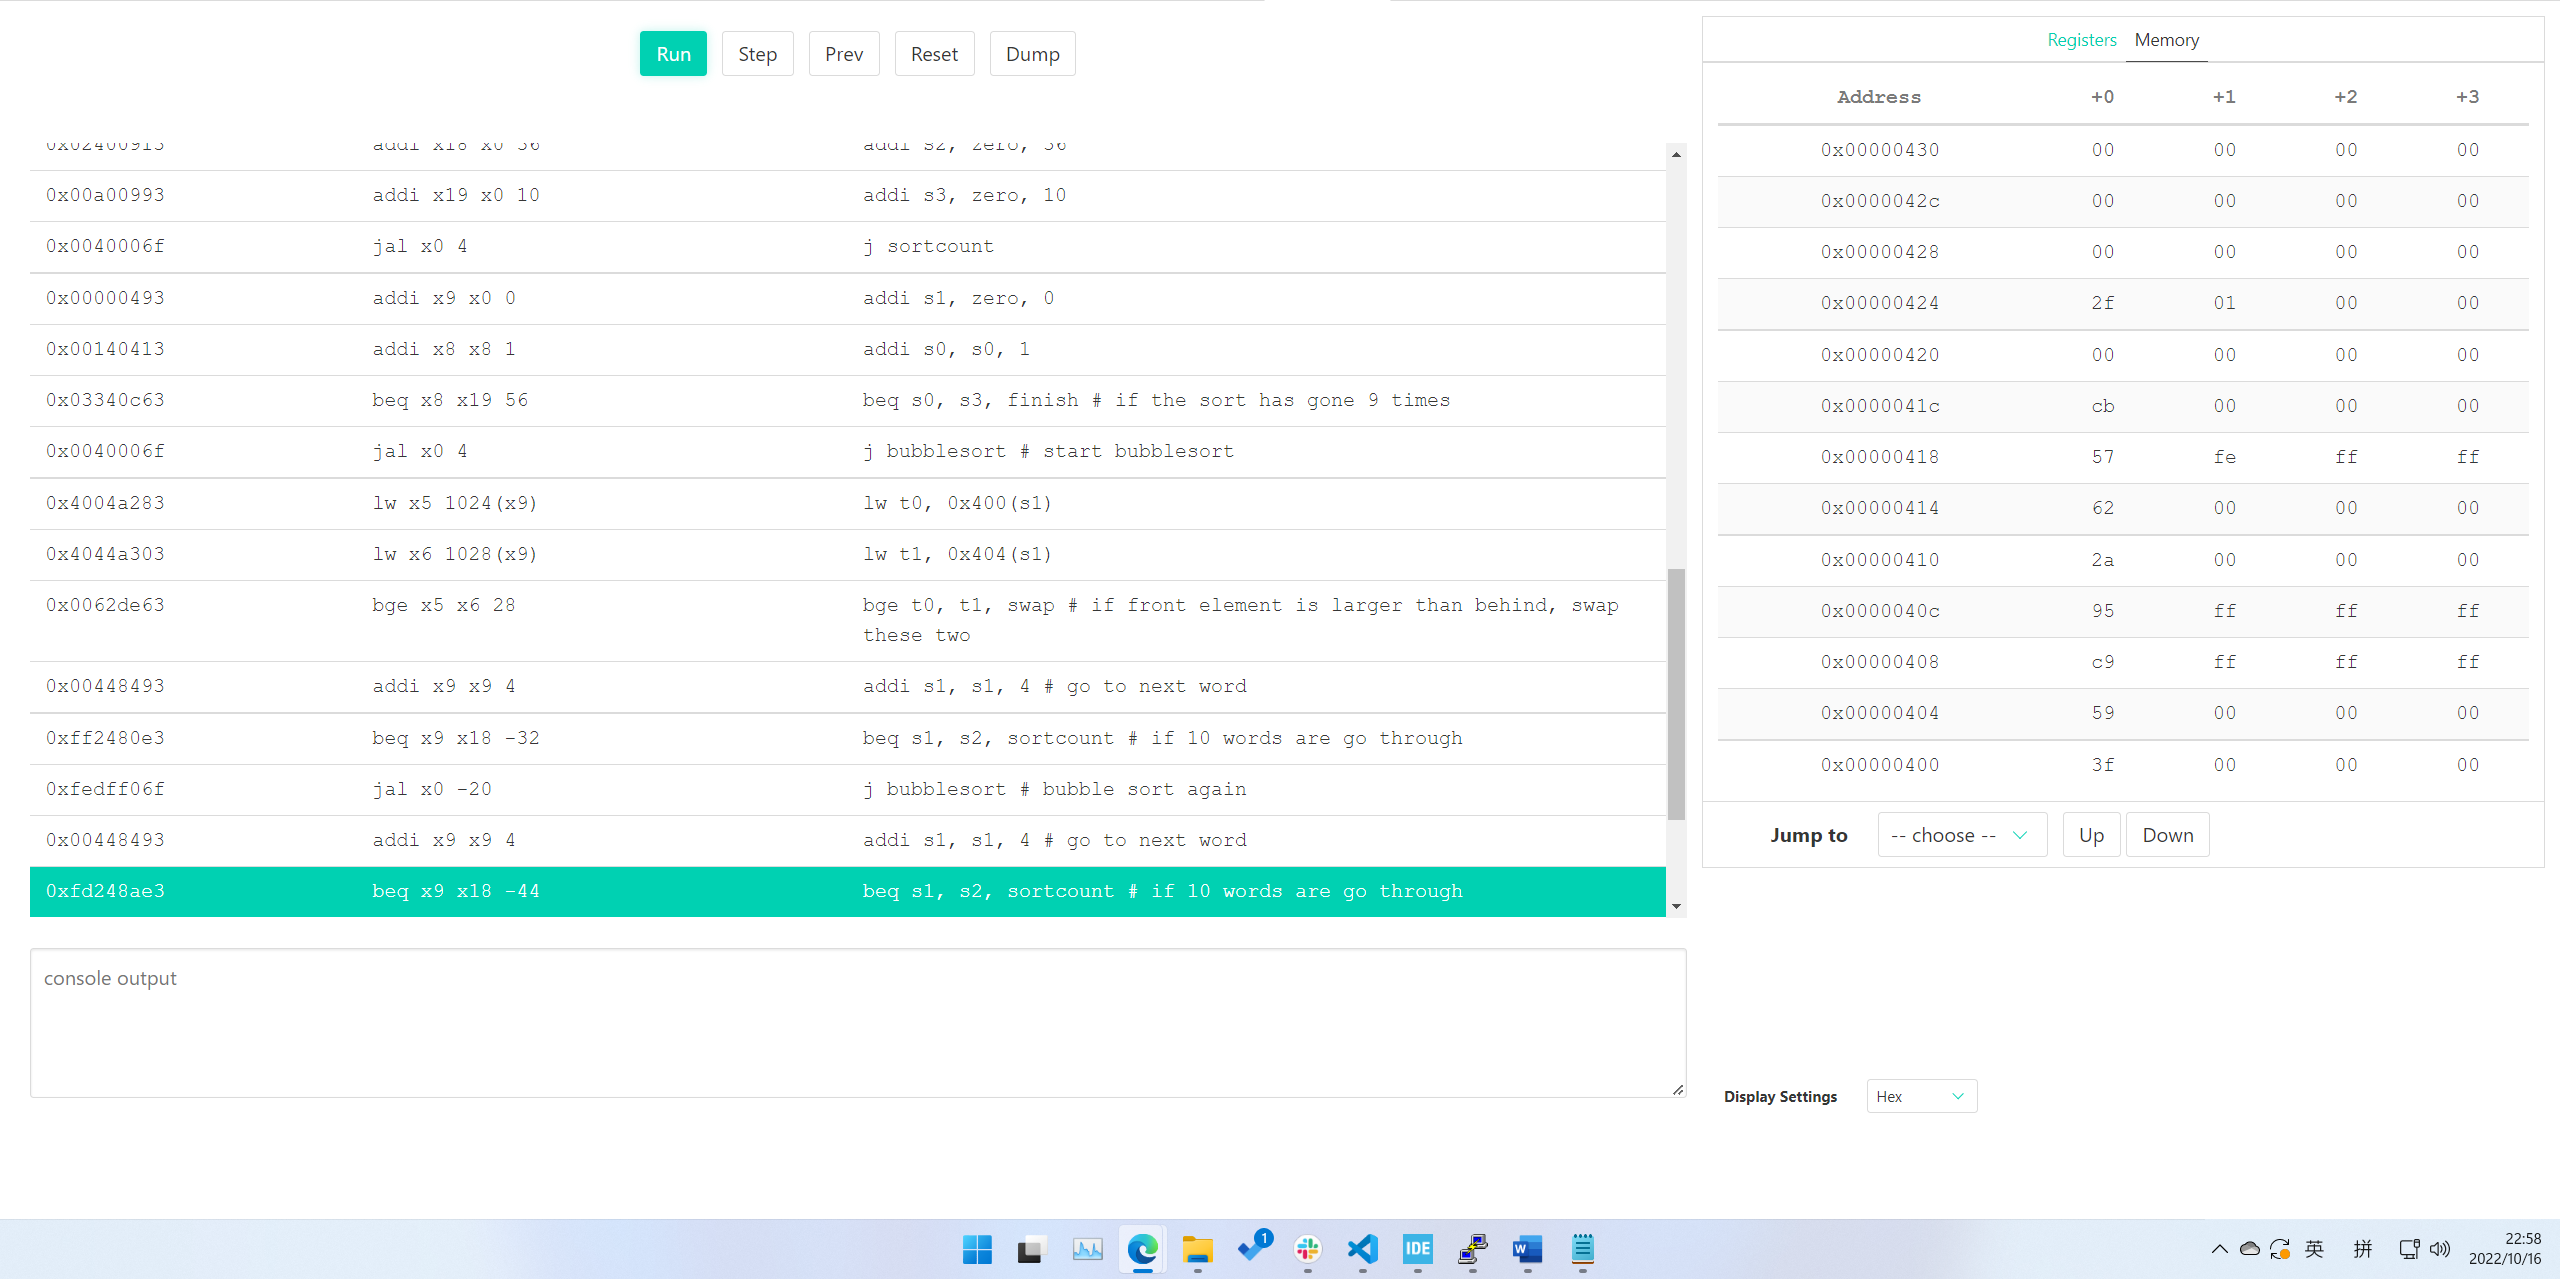 Run Step Prev Reset Dump
Registers Memory
0x02400913 addi x18 x0 36 addi s2, zero, 36
0x00a00993 addi x19 x0 10 addi s3, zero, 10
0x0040006f jal x0 4 j sortcount
0x00000493 addi x9 x0 0 addi s1, zero, 0
0x00140413 addi x8 x8 1 addi s0, s0, 1
0x03340c63 beq x8 x19 56 beq s0, s3, finish # if the sort has gone 9 times
0x0040006f jal x0 4 j bubblesort # start bubblesort
0x4004a283 lw x5 1024(x9) lw t0, 0x400(s1)
0x4044a303 lw x6 1028(x9) lw t1, 0x404(s1)
0x0062de63 bge x5 x6 28 bge t0, t1, swap # if front element is larger than behind, swap
these two
0x00448493 addi x9 x9 4 addi s1, s1, 4 # go to next word
0xff2480e3 beq x9 x18 -32 beq s1, s2, sortcount # if 10 words are go through
0xfedff06f jal x0 -20 j bubblesort # bubble sort again
0x00448493 addi x9 x9 4 addi s1, s1, 4 # go to next word
0xfd248ae3 beq x9 x18 -44 beq s1, s2, sortcount # if 10 words are go through
console output
Address +0 +1 +2 +3
0x00000430 00 00 00 00
0x0000042c 00 00 00 00
0x00000428 00 00 00 00
0x00000424 2f 01 00 00
0x00000420 00 00 00 00
0x0000041c cb 00 00 00
0x00000418 57 fe ff ff
0x00000414 62 00 00 00
0x00000410 2a 00 00 00
0x0000040c 95 ff ff ff
0x00000408 c9 ff ff ff
0x00000404 59 00 00 00
0x00000400 3f 00 00 00
Jump to -- choose -- Up Down
Display Settings Hex
1
IDE
W
英 拼
22:58
2022/10/16